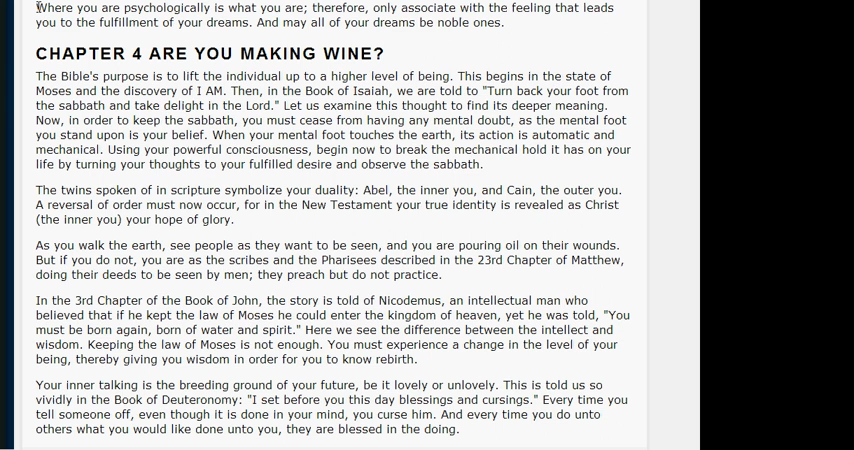 Where you are psychologically is what you are; therefore, only associate with the feeling that leads
you to the fulfillment of your dreams. And may all of your dreams be noble ones.
CHAPTER 4 ARE YOU MAKING WINE?
The Bible's purpose is to lift the individual up to a higher level of being. This begins in the state of
Moses and the discovery of I AM. Then, in the Book of Isaiah, we are told to "Turn back your foot from
the sabbath and take delight in the Lord." Let us examine this thought to find its deeper meaning.
Now, in order to keep the sabbath, you must cease from having any mental doubt, as the mental foot
you stand upon is your belief. When your mental foot touches the earth, its action is automatic and
mechanical. Using your powerful consciousness, begin now to break the mechanical hold it has on your
life by turning your thoughts to your fulfilled desire and observe the sabbath.
The twins spoken of in scripture symbolize your duality: Abel, the inner you, and Cain, the outer you.
A reversal of order must now occur, for in the New Testament your true identity is revealed as Christ
(the inner you) your hope of glory.
As you walk the earth, see people as they want to be seen, and you are pouring oil on their wounds.
But if you do not, you are as the scribes and the Pharisees described in the 23rd Chapter of Matthew,
doing their deeds to be seen by men; they preach but do not practice.
In the 3rd Chapter of the Book of John, the story is told of Nicodemus, an intellectual man who
believed that if he kept the law of Moses he could enter the kingdom of heaven, yet he was told, "You
must be born again, born of water and spirit." Here we see the difference between the intellect and
wisdom. Keeping the law of Moses is not enough. You must experience a change in the level of your
being, thereby giving you wisdom in order for you to know rebirth.
Your inner talking is the breeding ground of your future, be it lovely or unlovely. This is told us so
vividly in the Book of Deuteronomy: "I set before you this day blessings and cursings." Every time you
tell someone off, even though it is done in your mind, you curse him. And every time you do unto
others what you would like done unto you, they are blessed in the doing.